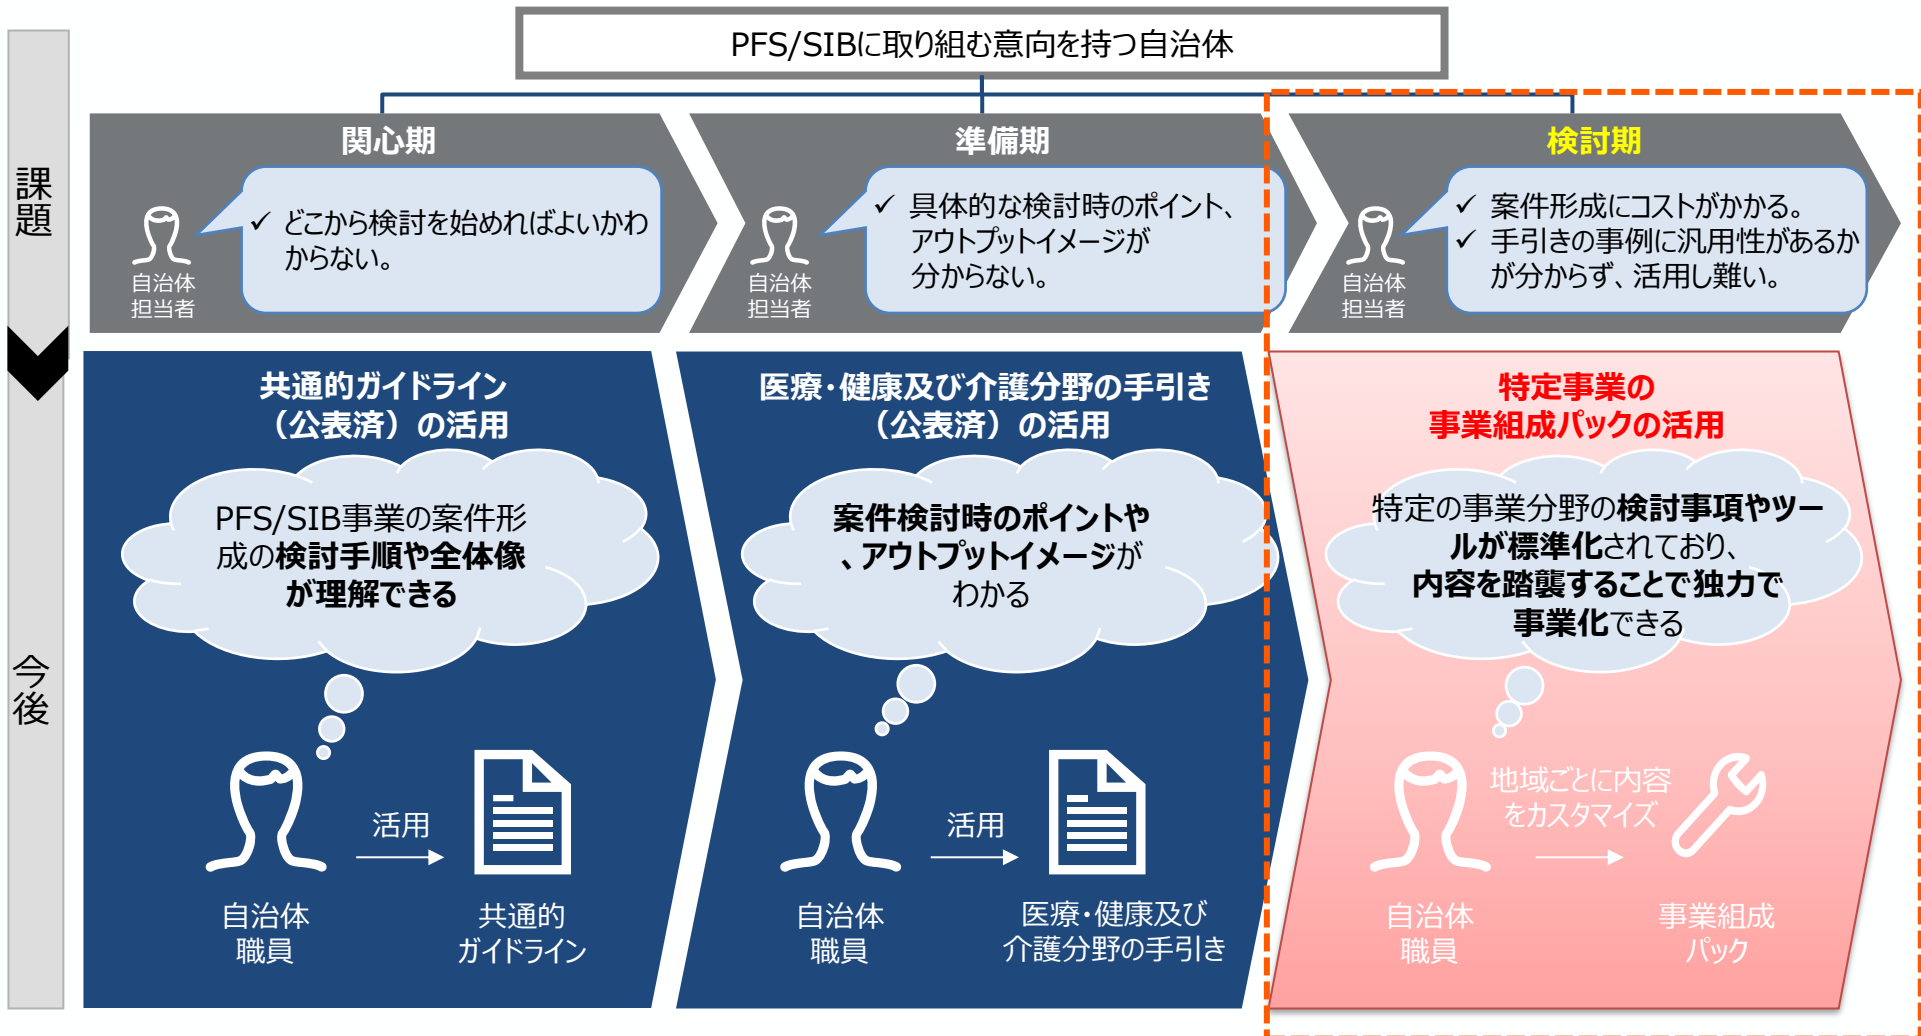 PFS/SIBに取り組む意向を持つ自治体
課題
関心期
✓ どこから検討を始めればよいかわ
からない。
自治体
担当者
準備期
✓ 具体的な検討時のポイント、
アウトプットイメージが
分からない。
自治体
担当者
検討期
✓ 案件形成にコストがかかる。
✓ 手引きの事例に汎用性があるか
が分からず、活用し難い。
自治体
担当者
今後
共通的ガイドライン
（公表済）の活用
PFS/SIB事業の案件形
成の検討手順や全体像
が理解できる
活用
自治体
職員
共通的
ガイドライン
医療・健康及び介護分野の手引き
（公表済）の活用
案件検討時のポイントや
、アウトプットイメージが
わかる
活用
自治体
職員
医療・健康及び
介護分野の手引き
特定事業の
事業組成パックの活用
特定の事業分野の検討事項やツー
ルが標準化されており、
内容を踏襲することで独力で
事業化できる
地域ごとに内容
をカスタマイズ
自治体
職員
事業組成
パック